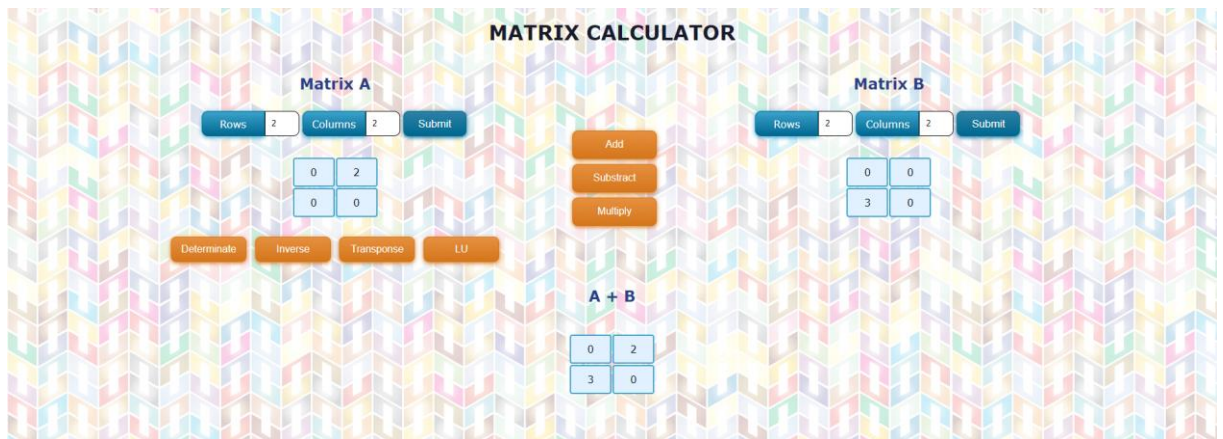 MATRIX CALCULATOR
Matrix A
Rows 2 Columns 2 Submit
0 2
0 0
Determinate Inverse Transponse LU
Add
Substract
Multiply
Matrix B
Rows 2 Columns 2 Submit
0 0
3 0
A + B
0 2
3 0